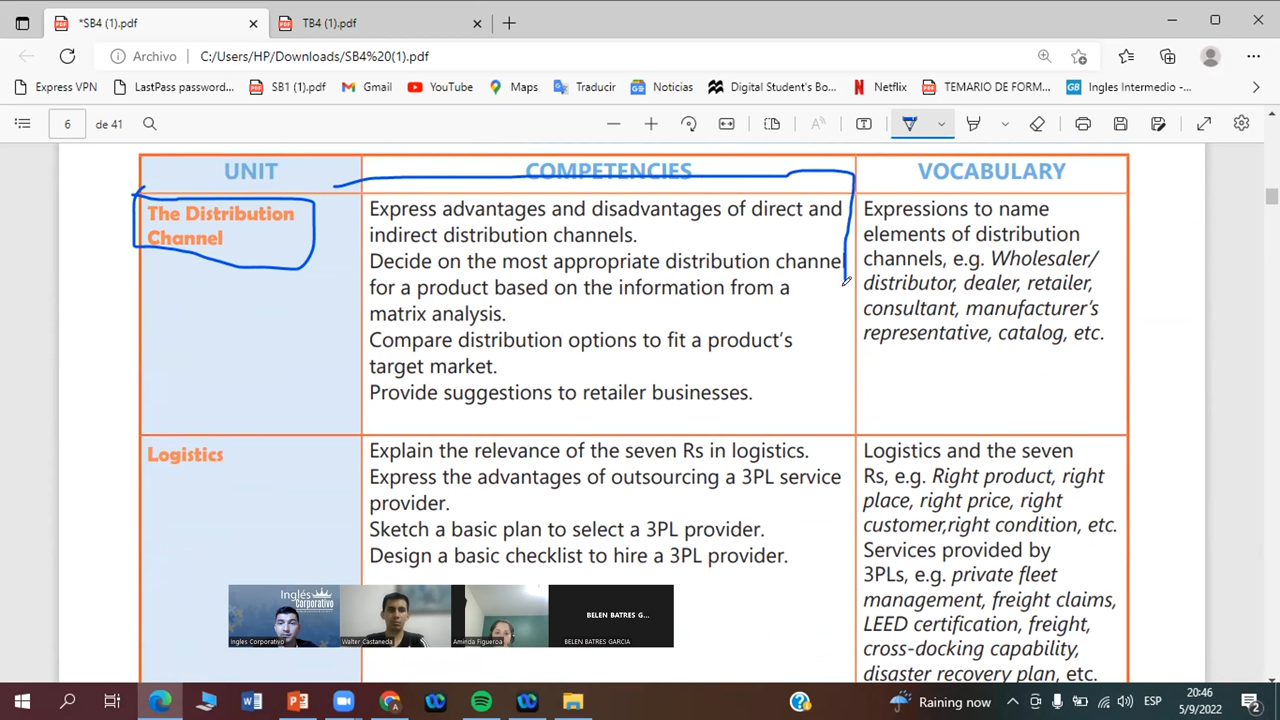 *SB4 (1).pdf
TB4 (1).pdf
Archivo
C:/Users/HP/Downloads/SB4%20(1).pdf
Express VPN
LastPass password...
SB1 (1).pdf
Gmail
YouTube
Maps
Traducir
Noticias
Digital Student's Bo...
Netflix
TEMARIO DE FORM...
Ingles Intermedio -...
6
de 41
UNIT
COMPETENCIES
VOCABULARY
The Distribution
Channel
Express advantages and disadvantages of direct and
indirect distribution channels.
Decide on the most appropriate distribution channel
for a product based on the information from a
matrix analysis.
Compare distribution options to fit a product's
target market.
Provide suggestions to retailer businesses.
Expressions to name
elements of distribution
channels, e.g. Wholesaler/
distributor, dealer, retailer,
consultant, manufacturer's
representative, catalog, etc.
Logistics
Explain the relevance of the seven Rs in logistics.
Express the advantages of outsourcing a 3PL service
provider.
Sketch a basic plan to select a 3PL provider.
Design a basic checklist to hire a 3PL provider.
Logistics and the seven
Rs, e.g. Right product, right
place, right price, right
customer,right condition, etc.
Services provided by
3PLs, e.g. private fleet
management, freight claims,
LEED certification, freight,
cross-docking capability,
disaster recovery plan, etc.
Inglés
Corporativo
Ingles Corporativo
Walter Castaneda
Aminda Figueroa
BELEN BATRES G...
BELEN BATRES GARCIA
Raining now
ESP
20:46
5/9/2022
2